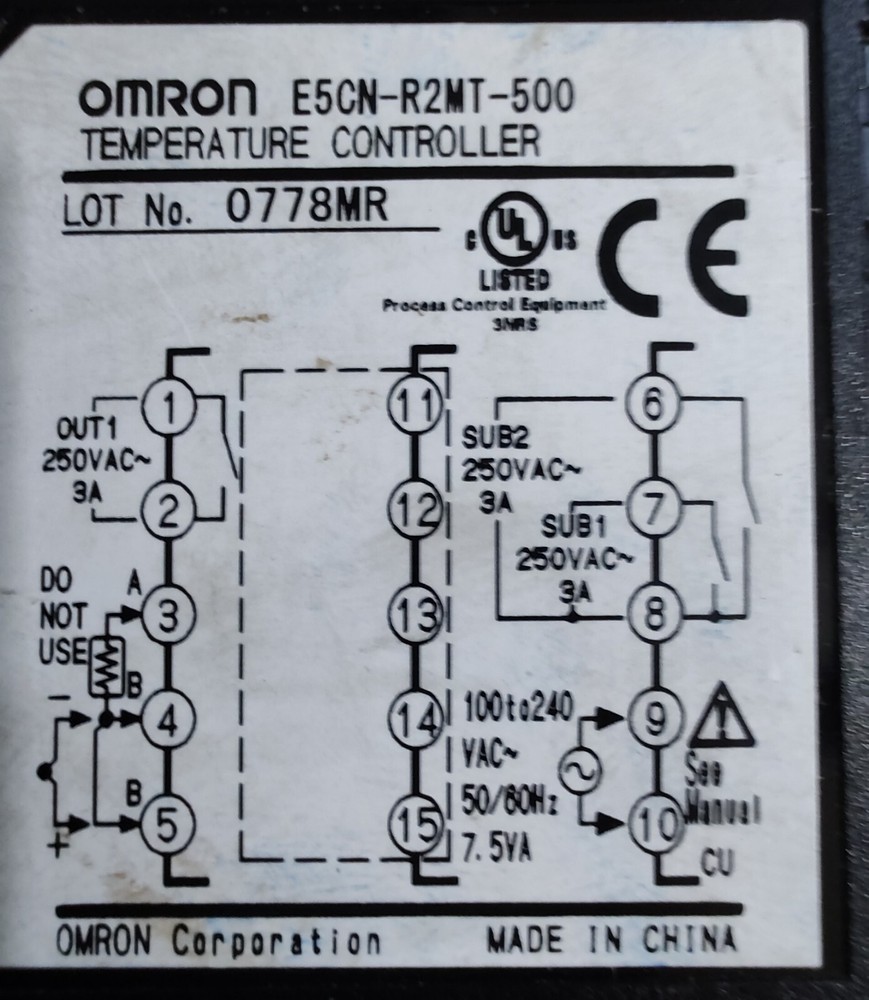 OMRON E5CN-R2MT-500
TEMPERATURE CONTROLLER
LOT No. 0778MR
C UL US
LISTED
Process Control Equipment
CE
1
OUT1
250VAC~
3A
2
DO
NOT
USE
A
3
B
4
-
B
5
+
11
12
13
14
15
6
SUB2
250VAC~
3A
7
SUB1
250VAC~
3A
8
100to240
VAC~
50/60Hz
7.5VA
9
10
See
Manual
CU
OMRON Corporation
MADE IN CHINA